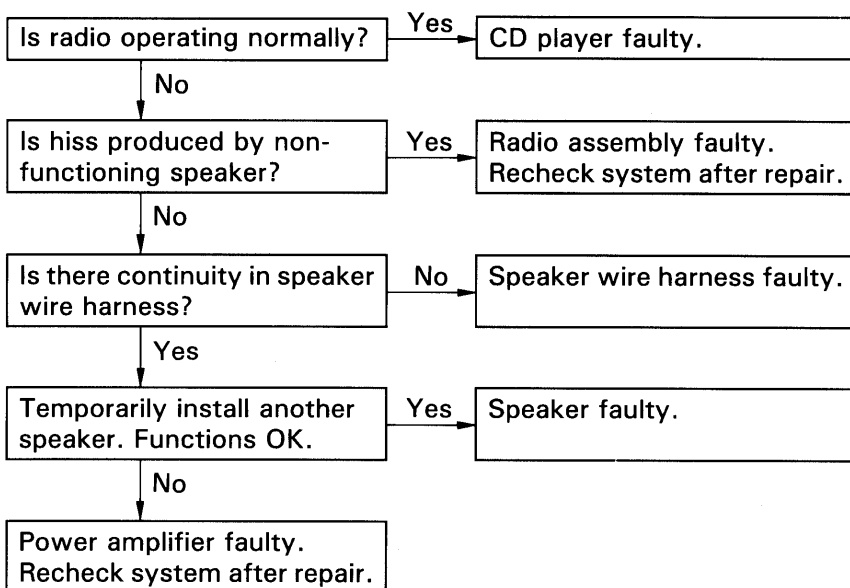 Is radio operating normally?
Yes
CD player faulty.
No
Is hiss produced by non-
functioning speaker?
Yes
Radio assembly faulty.
Recheck system after repair.
No
Is there continuity in speaker
wire harness?
No
Speaker wire harness faulty.
Yes
Temporarily install another
speaker. Functions OK.
Yes
Speaker faulty.
No
Power amplifier faulty.
Recheck system after repair.